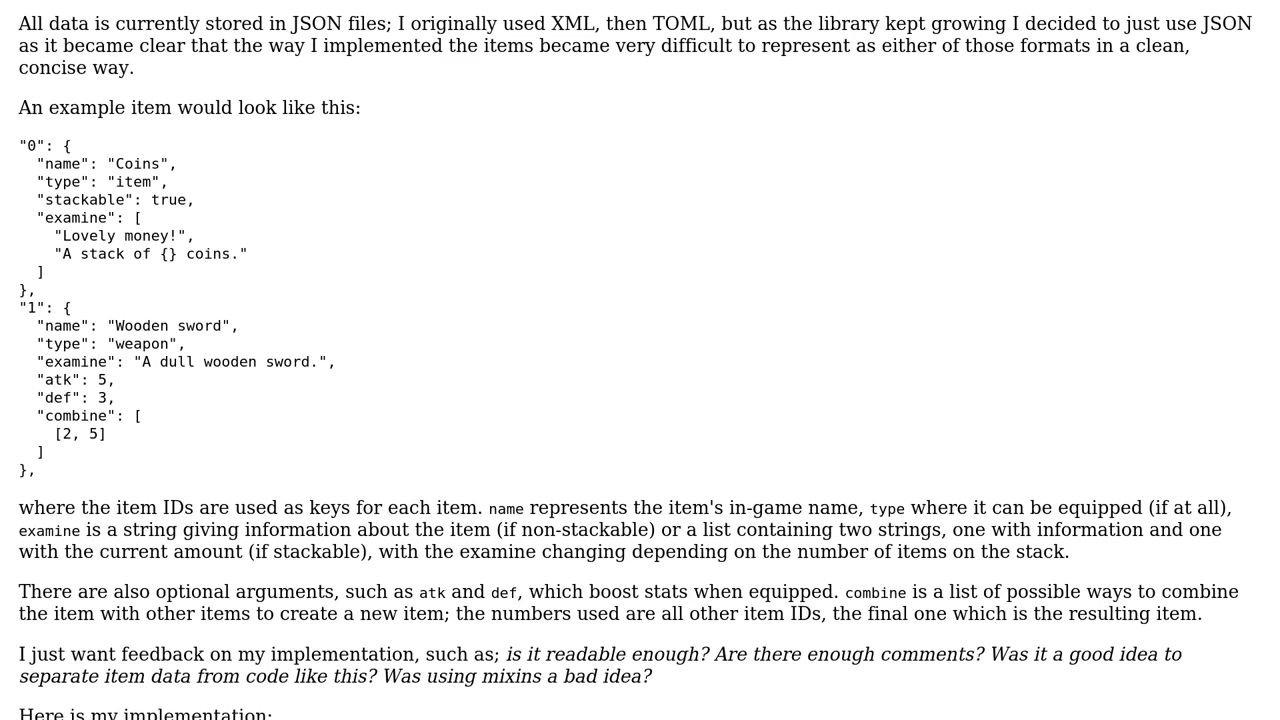 All data is currently stored in JSON files; I originally used XML, then TOML, but as the library kept growing I decided to just use JSON
as it became clear that the way I implemented the items became very difficult to represent as either of those formats in a clean,
concise way.
An example item would look like this:
"0": {
  "name": "Coins",
  "type": "item",
  "stackable": true,
  "examine": [
    "Lovely money!",
    "A stack of {} coins."
  ]
},
"1": {
  "name": "Wooden sword",
  "type": "weapon",
  "examine": "A dull wooden sword.",
  "atk": 5,
  "def": 3,
  "combine": [
    [2, 5]
  ]
},
where the item IDs are used as keys for each item. name represents the item's in-game name, type where it can be equipped (if at all),
examine is a string giving information about the item (if non-stackable) or a list containing two strings, one with information and one
with the current amount (if stackable), with the examine changing depending on the number of items on the stack.
There are also optional arguments, such as atk and def, which boost stats when equipped. combine is a list of possible ways to combine
the item with other items to create a new item; the numbers used are all other item IDs, the final one which is the resulting item.
I just want feedback on my implementation, such as; is it readable enough? Are there enough comments? Was it a good idea to
separate item data from code like this? Was using mixins a bad idea?
Here is my implementation: